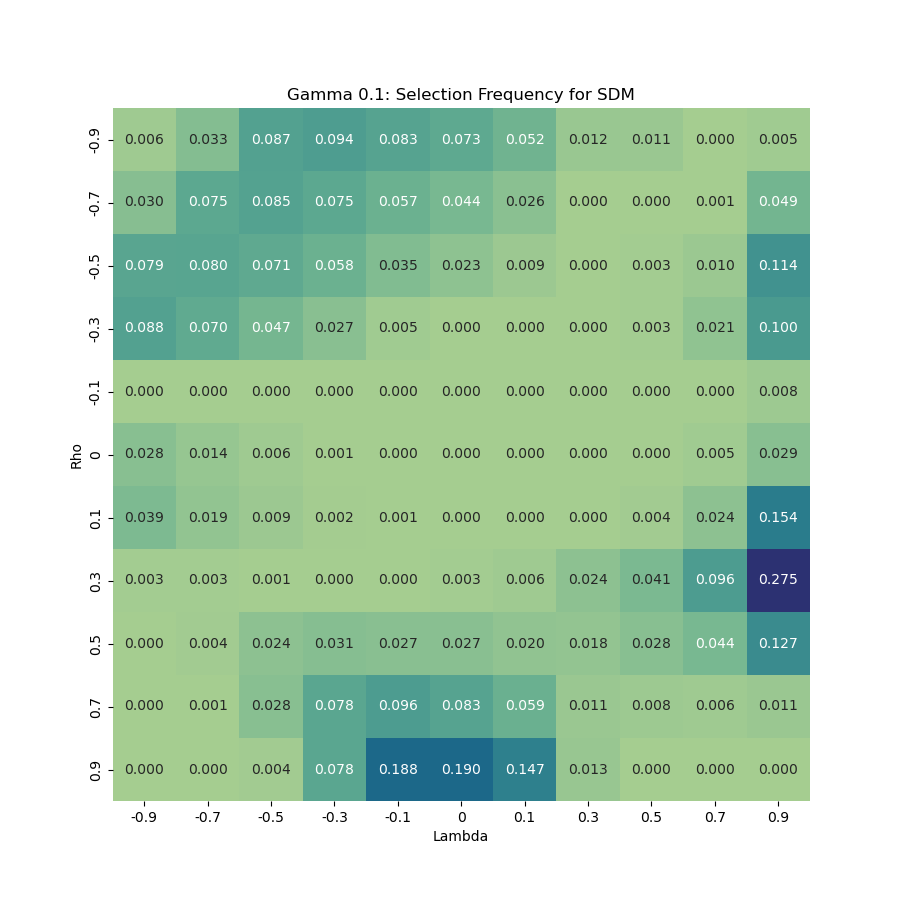 Gamma 0.1: Selection Frequency for SDM
-0.9 0.006 0.033 0.087 0.094 0.083 0.073 0.052 0.012 0.011 0.000 0.005
-0.7 0.030 0.075 0.085 0.075 0.057 0.044 0.026 0.000 0.000 0.001 0.049
-0.5 0.079 0.080 0.071 0.058 0.035 0.023 0.009 0.000 0.003 0.010 0.114
-0.3 0.088 0.070 0.047 0.027 0.005 0.000 0.000 0.000 0.003 0.021 0.100
-0.1 0.000 0.000 0.000 0.000 0.000 0.000 0.000 0.000 0.000 0.000 0.008
Rho
0 0.028 0.014 0.006 0.001 0.000 0.000 0.000 0.000 0.000 0.005 0.029
0.1 0.039 0.019 0.009 0.002 0.001 0.000 0.000 0.000 0.004 0.024 0.154
0.3 0.003 0.003 0.001 0.000 0.000 0.003 0.006 0.024 0.041 0.096 0.275
0.5 0.000 0.004 0.024 0.031 0.027 0.027 0.020 0.018 0.028 0.044 0.127
0.7 0.000 0.001 0.028 0.078 0.096 0.083 0.059 0.011 0.008 0.006 0.011
0.9 0.000 0.000 0.004 0.078 0.188 0.190 0.147 0.013 0.000 0.000 0.000
-0.9 -0.7 -0.5 -0.3 -0.1 0 0.1 0.3 0.5 0.7 0.9
Lambda